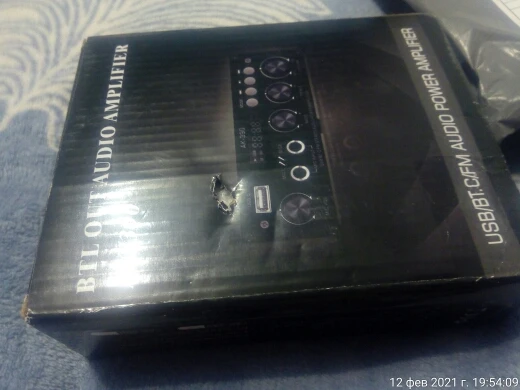 BTL OUT AUDIO AMPLIFIER
USB/BT.C/FM AUDIO POWER AMPLIFIER
12 фев 2021 г. 19:54:09